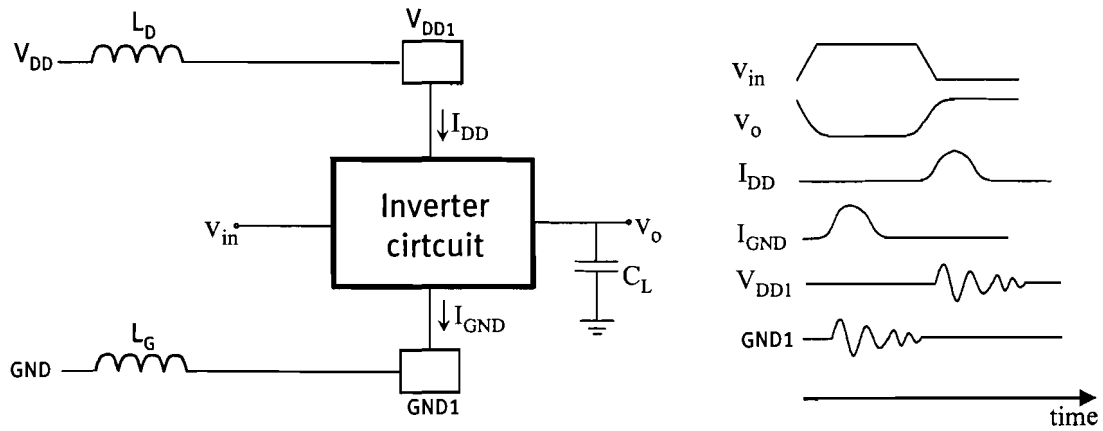 L_D
V_DD1
V_DD
I_DD
Inverter
cirtcuit
v_in
v_o
C_L
I_GND
L_G
GND
GND1
v_in
v_o
I_DD
I_GND
V_DD1
GND1
time